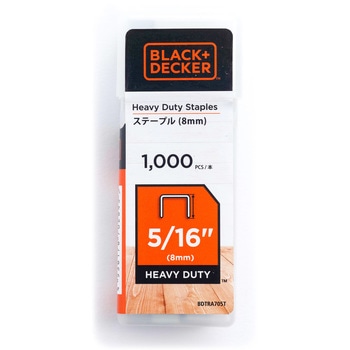 BLACK+
DECKER
Heavy Duty Staples
ステープル (8mm)
1,000 PCS / 本
5/16"
(8mm)
HEAVY DUTY
TM
BDTRA705T